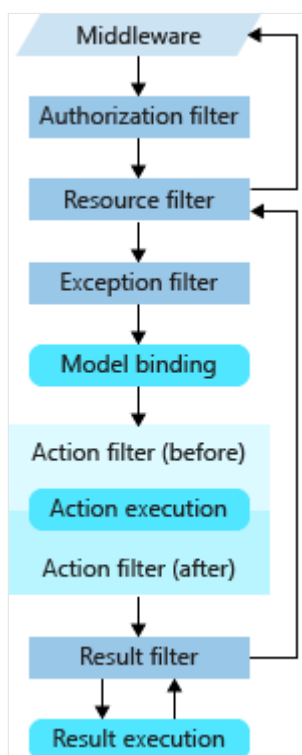 Middleware
Authorization filter
Resource filter
Exception filter
Model binding
Action filter (before)
Action execution
Action filter (after)
Result filter
Result execution